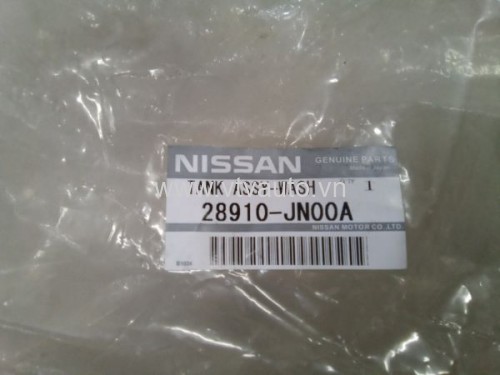 NISSAN GENUINE PARTS
TANK ASSY-WASH 1
28910-JN00A
NISSAN MOTOR CO.,LTD.